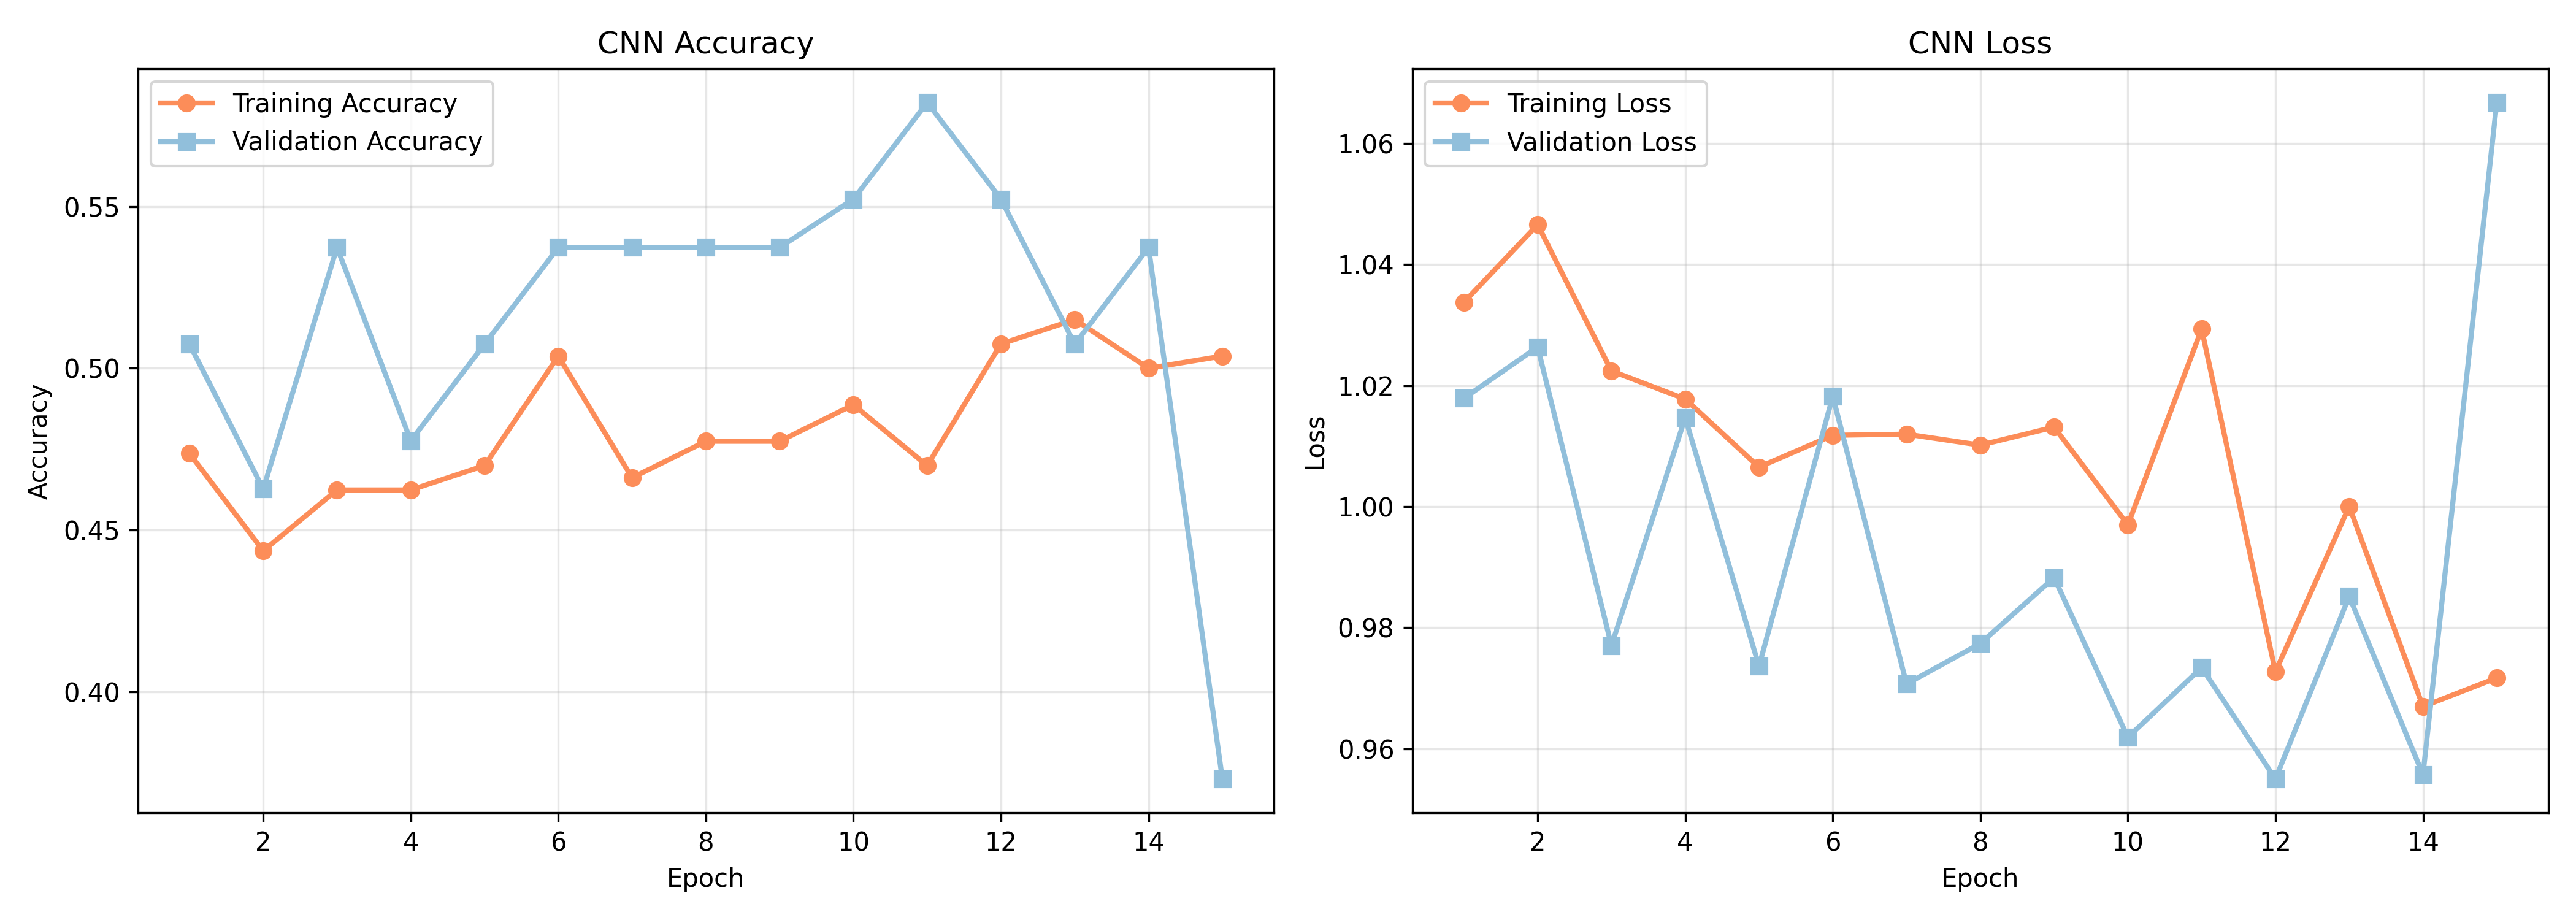 CNN Accuracy
Training Accuracy
Validation Accuracy
Accuracy
0.55
0.50
0.45
0.40
2 4 6 8 10 12 14
Epoch
CNN Loss
Training Loss
Validation Loss
Loss
1.06
1.04
1.02
1.00
0.98
0.96
2 4 6 8 10 12 14
Epoch